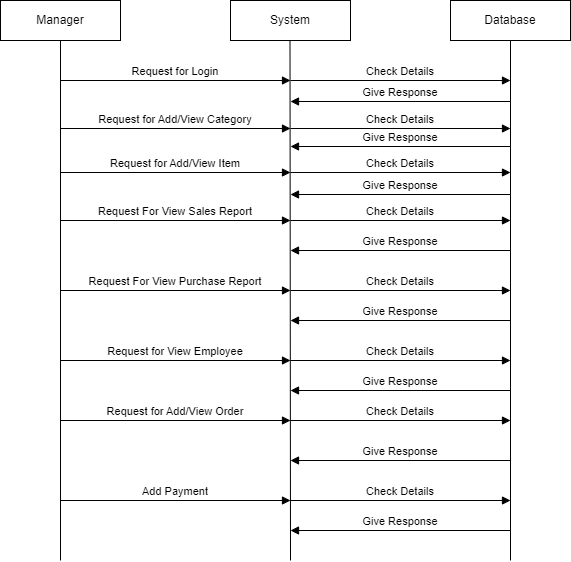 Manager
System
Database
Request for Login
Check Details
Give Response
Request for Add/View Category
Check Details
Give Response
Request for Add/View Item
Check Details
Give Response
Request For View Sales Report
Check Details
Give Response
Request For View Purchase Report
Check Details
Give Response
Request for View Employee
Check Details
Give Response
Request for Add/View Order
Check Details
Give Response
Add Payment
Check Details
Give Response